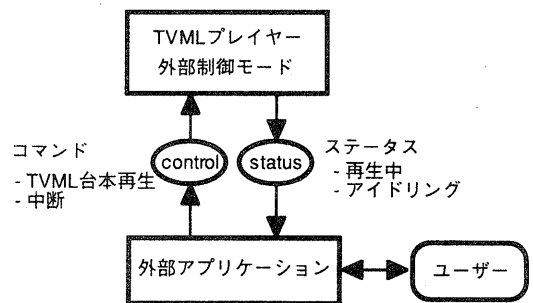 TVMLプレイヤー
外部制御モード
コマンド
- TVML台本再生
- 中断
control
status
ステータス
- 再生中
- アイドリング
外部アプリケーション
ユーザー